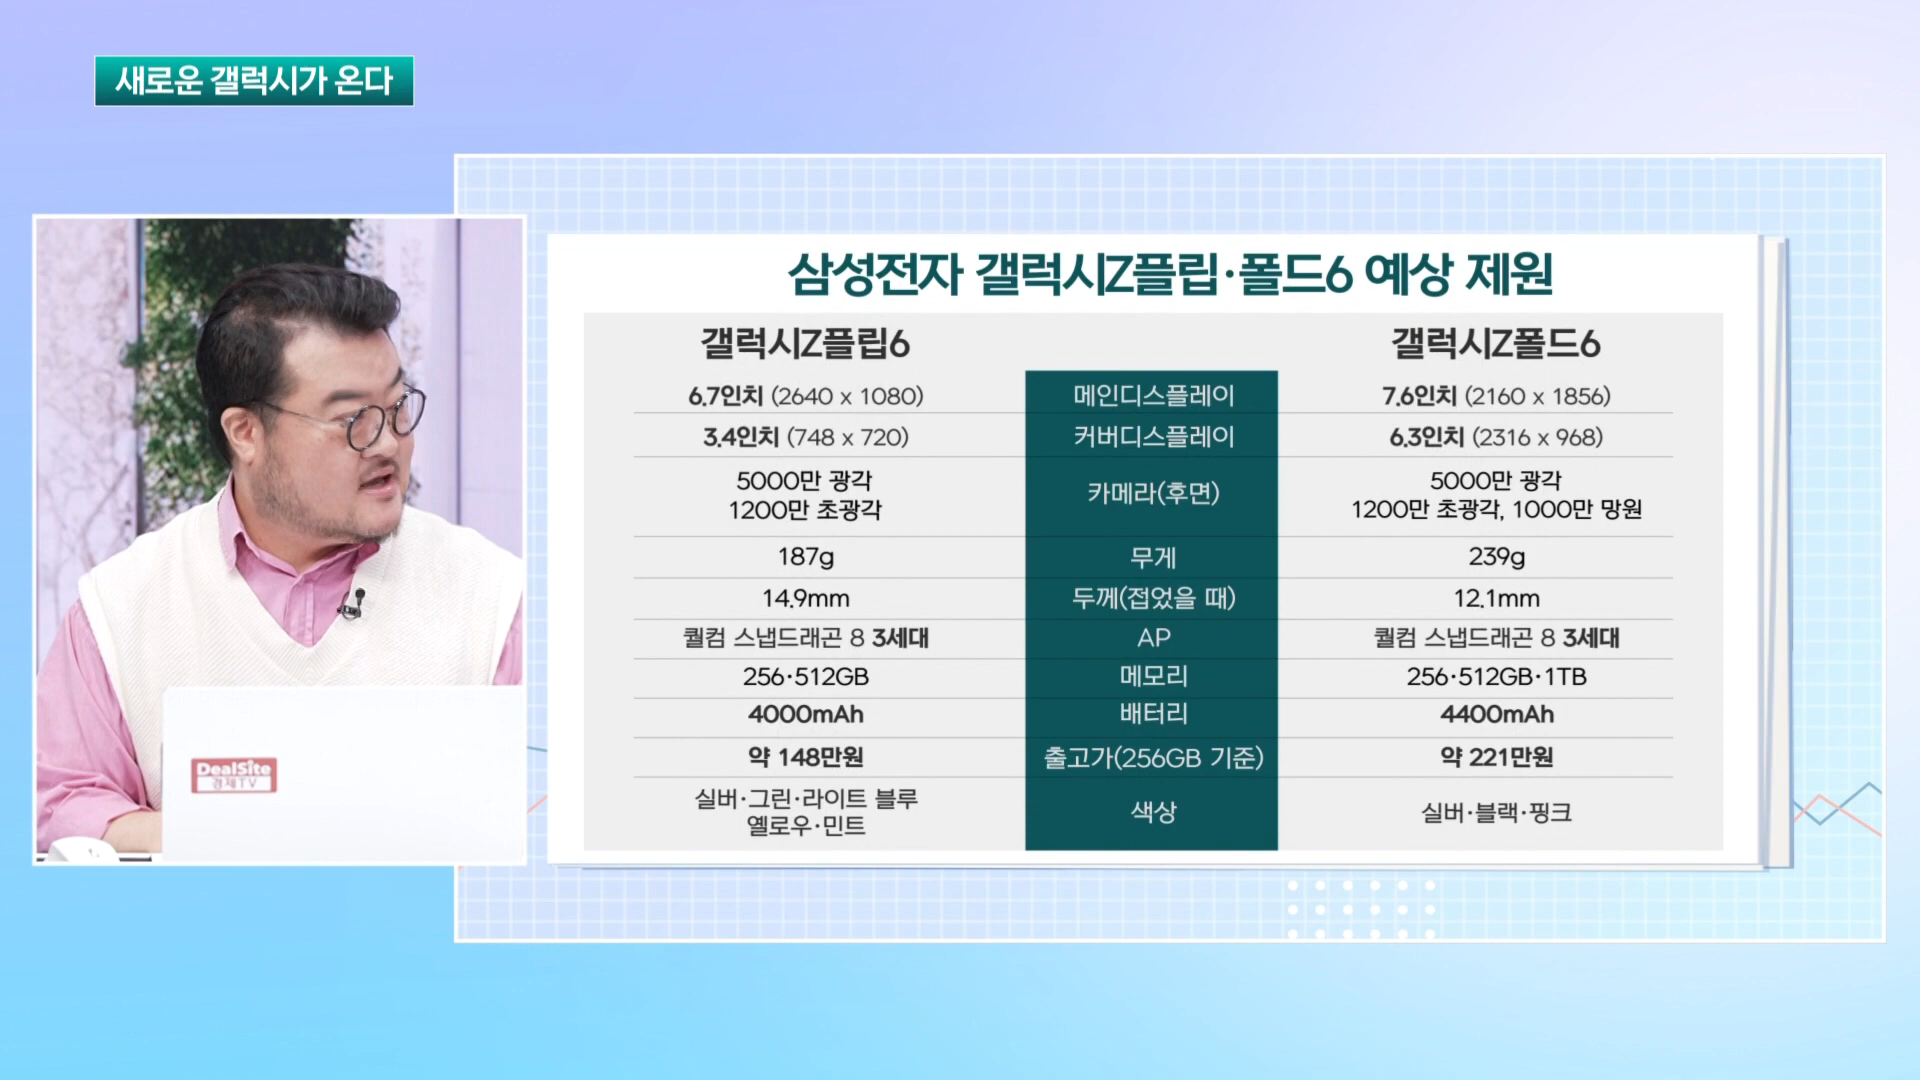 새로운 갤럭시가 온다
삼성전자 갤럭시Z플립·폴드6 예상 제원
갤럭시Z플립6 갤럭시Z폴드6
6.7인치 (2640 x 1080) 메인디스플레이 7.6인치 (2160 x 1856)
3.4인치 (748 x 720) 커버디스플레이 6.3인치 (2316 x 968)
5000만 광각
1200만 초광각
카메라(후면)
5000만 광각
1200만 초광각, 1000만 망원
187g 무게 239g
14.9mm 두께(접었을 때) 12.1mm
퀄컴 스냅드래곤 8 3세대 AP 퀄컴 스냅드래곤 8 3세대
256·512GB 메모리 256·512GB·1TB
4000mAh 배터리 4400mAh
약 148만원 출고가(256GB 기준) 약 221만원
실버·그린·라이트 블루
옐로우·민트
색상
실버·블랙·핑크
DealSite
경제TV